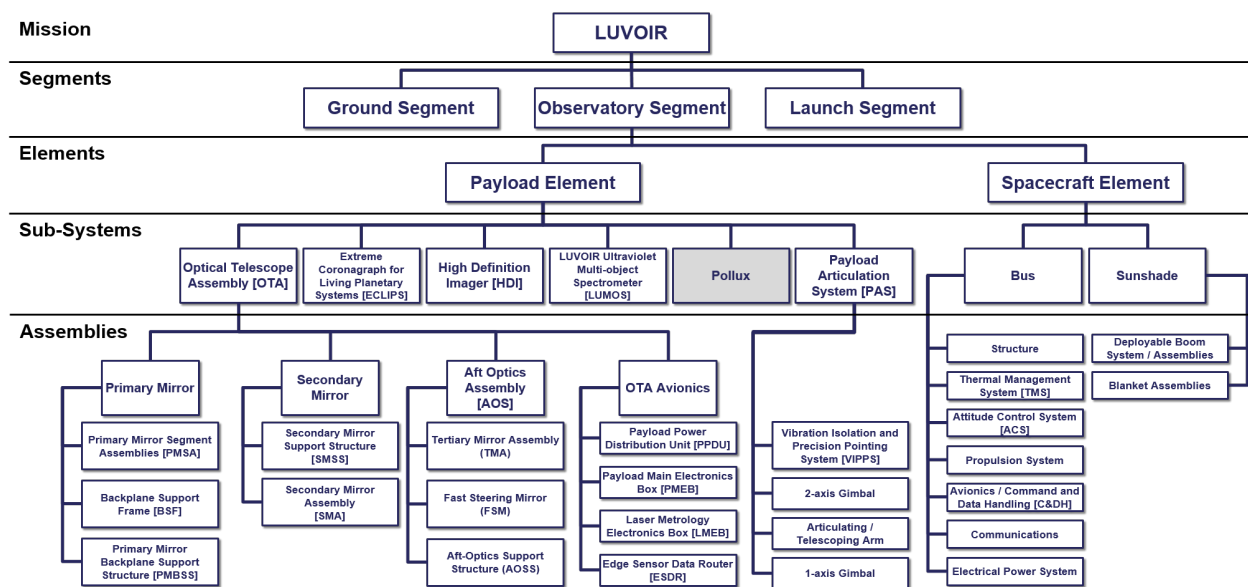 Mission
LUVOIR
Segments
Ground Segment
Observatory Segment
Launch Segment
Elements
Payload Element
Spacecraft Element
Sub-Systems
Optical Telescope
Assembly [OTA]
Extreme
Coronagraph for
Living Planetary
Systems [ECLIPS]
High Definition
Imager [HDI]
LUVOIR Ultraviolet
Multi-object
Spectrometer
[LUMOS]
Pollux
Payload
Articulation
System [PAS]
Bus
Sunshade
Assemblies
Primary Mirror
Primary Mirror Segment
Assemblies [PMSA]
Backplane Support
Frame [BSF]
Primary Mirror
Backplane Support
Structure [PMBSS]
Secondary
Mirror
Secondary Mirror
Support Structure
[SMSS]
Secondary Mirror
Assembly
[SMA]
Aft Optics
Assembly
[AOS]
Tertiary Mirror Assembly
(TMA)
Fast Steering Mirror
(FSM)
Aft-Optics Support
Structure (AOSS)
OTA Avionics
Payload Power
Distribution Unit [PPDU]
Payload Main Electronics
Box [PMEB]
Laser Metrology
Electronics Box [LMEB]
Edge Sensor Data Router
[ESDR]
Vibration Isolation and
Precision Pointing
System [VIPPS]
2-axis Gimbal
Articulating /
Telescoping Arm
1-axis Gimbal
Structure
Thermal Management
System [TMS]
Attitude Control System
[ACS]
Propulsion System
Avionics / Command and
Data Handling [C&DH]
Communications
Electrical Power System
Deployable Boom
System / Assemblies
Blanket Assemblies